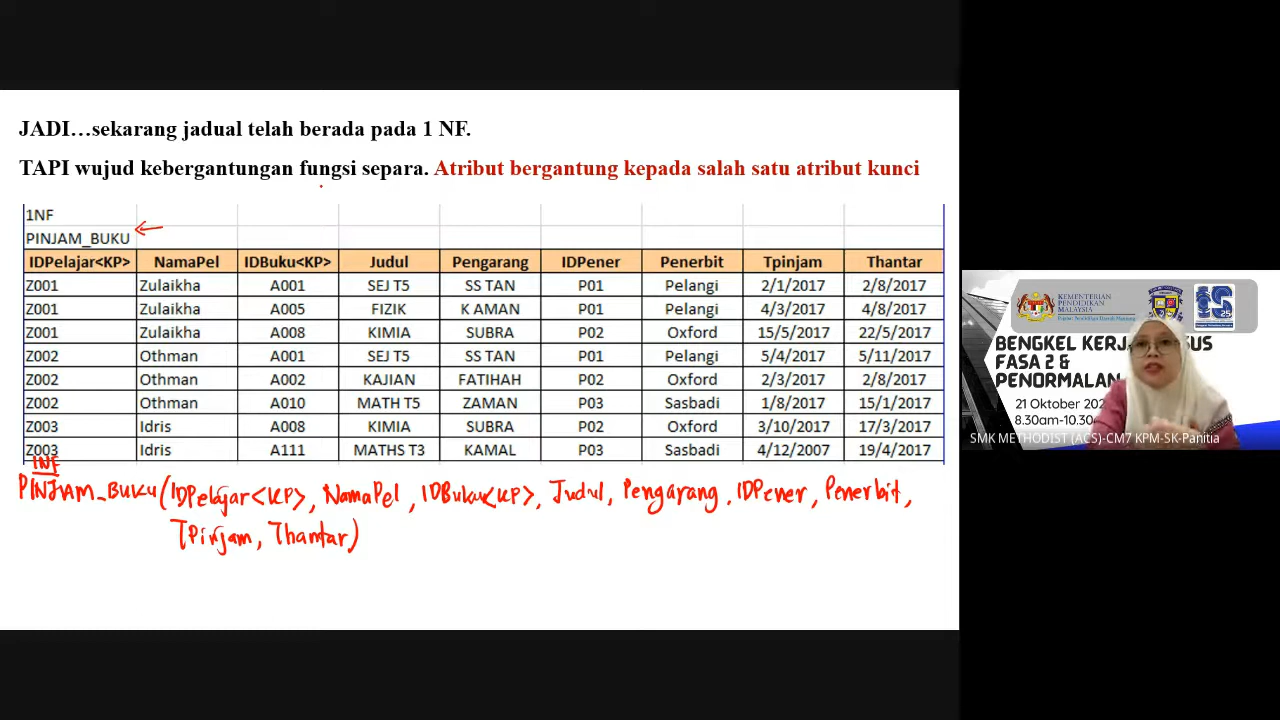 JADI...sekarang jadual telah berada pada 1 NF.
TAPI wujud kebergantungan fungsi separa. Atribut bergantung kepada salah satu atribut kunci
1NF
PINJAM_BUKU
IDPelajar<KP> NamaPel IDBuku<KP> Judul Pengarang IDPener Penerbit Tpinjam Thantar
Z001 Zulaikha A001 SEJ T5 SS TAN P01 Pelangi 2/1/2017 2/8/2017
Z001 Zulaikha A005 FIZIK K AMAN P01 Pelangi 4/3/2017 4/8/2017
Z001 Zulaikha A008 KIMIA SUBRA P02 Oxford 15/5/2017 22/5/2017
Z002 Othman A001 SEJ T5 SS TAN P01 Pelangi 5/4/2017 5/11/2017
Z002 Othman A002 KAJIAN FATIHAH P02 Oxford 2/3/2017 2/8/2017
Z002 Othman A010 MATH T5 ZAMAN P03 Sasbadi 1/8/2017 15/1/2017
Z003 Idris A008 KIMIA SUBRA P02 Oxford 3/10/2017 17/3/2017
Z003 Idris A111 MATHS T3 KAMAL P03 Sasbadi 4/12/2007 19/4/2017
1NF
PINJAM_BUKU(IDPelajar<KP>, NamaPel, IDBuku<KP>, Judul, Pengarang, IDPener, Penerbit,
TPinjam, Thantar)
KEMENTERIAN
PENDIDIKAN
MALAYSIA
25
BENGKEL
FASA 2 &
PENORMALAN
21 Oktober
8.30am-10.30
SMK METHODIST (ACS)-CM7 KPM-SK-Panitia